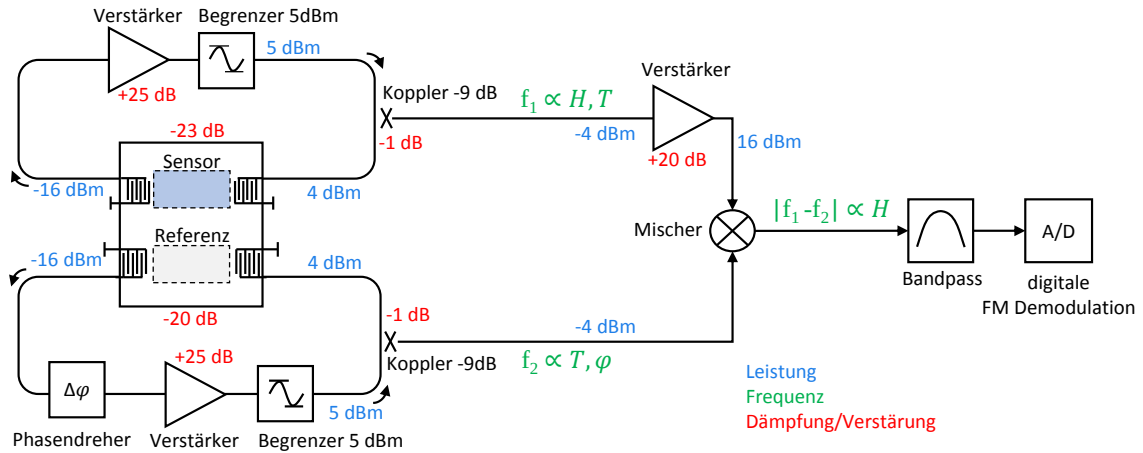 Verstärker
Begrenzer 5dBm
5 dBm
+25 dB
Koppler -9 dB
-1 dB
f₁ ∝ H, T
-4 dBm
Verstärker
+20 dB
16 dBm
-23 dB
Sensor
-16 dBm
4 dBm
Referenz
-16 dBm
4 dBm
-20 dB
Mischer
|f₁ -f₂| ∝ H
Bandpass
A/D
digitale
FM Demodulation
-1 dB
Koppler -9dB
-4 dBm
f₂ ∝ T, φ
+25 dB
Δφ
5 dBm
Phasendreher
Verstärker
Begrenzer 5 dBm
Leistung
Frequenz
Dämpfung/Verstärung